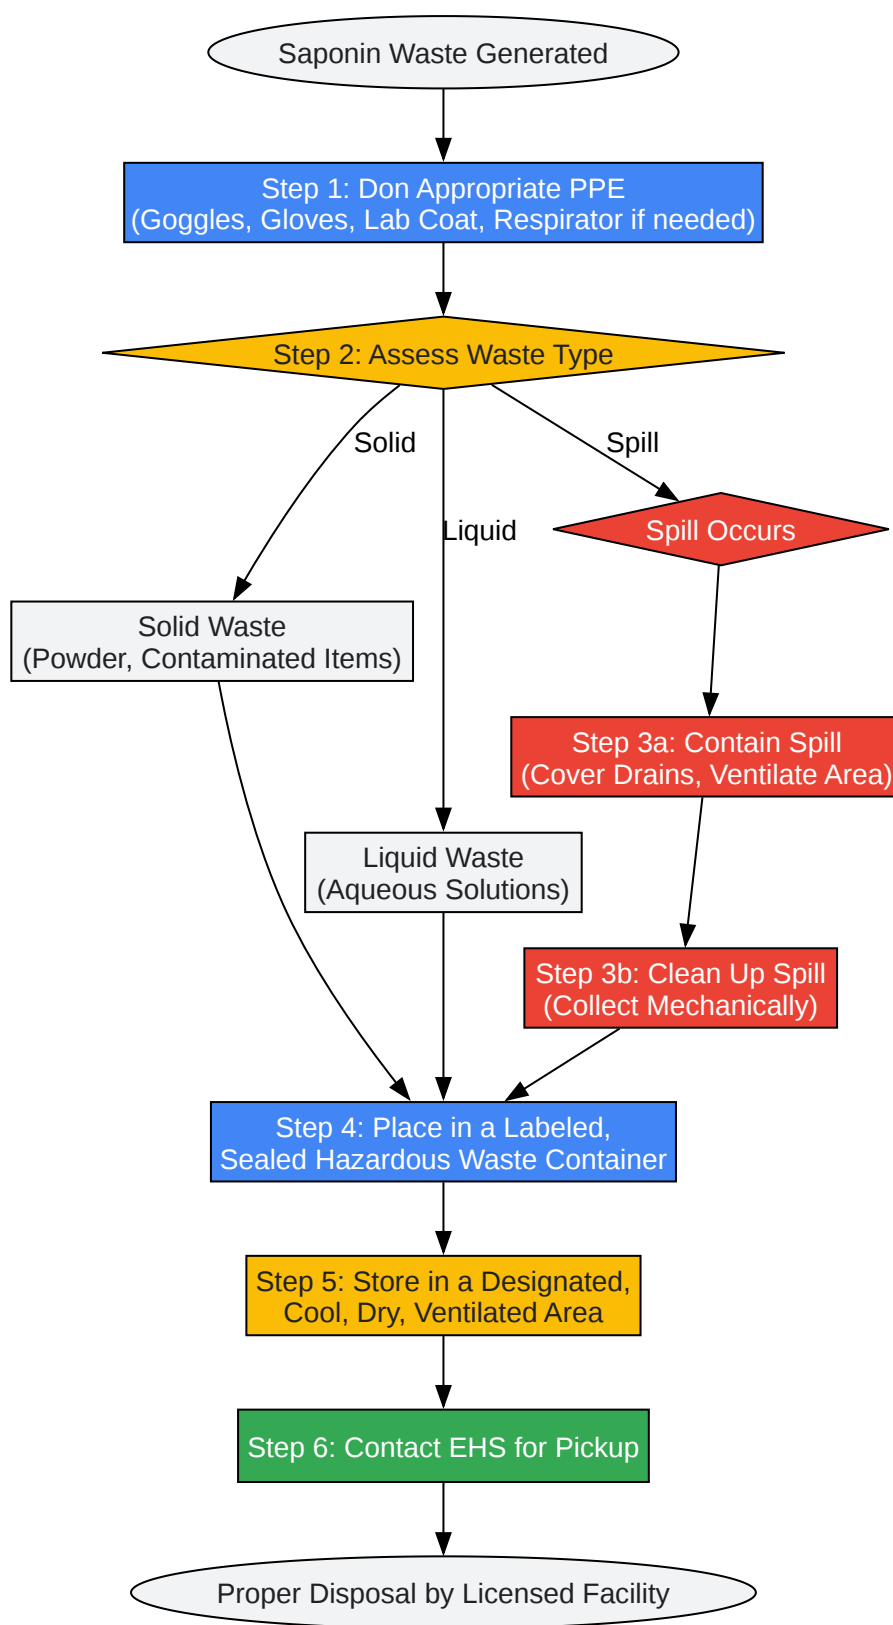 Saponin Waste Generated
Step 1: Don Appropriate PPE
(Goggles, Gloves, Lab Coat, Respirator if needed)
Step 2: Assess Waste Type
Solid
Spill
Liquid
Spill Occurs
Solid Waste
(Powder, Contaminated Items)
Step 3a: Contain Spill
(Cover Drains, Ventilate Area)
Liquid Waste
(Aqueous Solutions)
Step 3b: Clean Up Spill
(Collect Mechanically)
Step 4: Place in a Labeled,
Sealed Hazardous Waste Container
Step 5: Store in a Designated,
Cool, Dry, Ventilated Area
Step 6: Contact EHS for Pickup
Proper Disposal by Licensed Facility